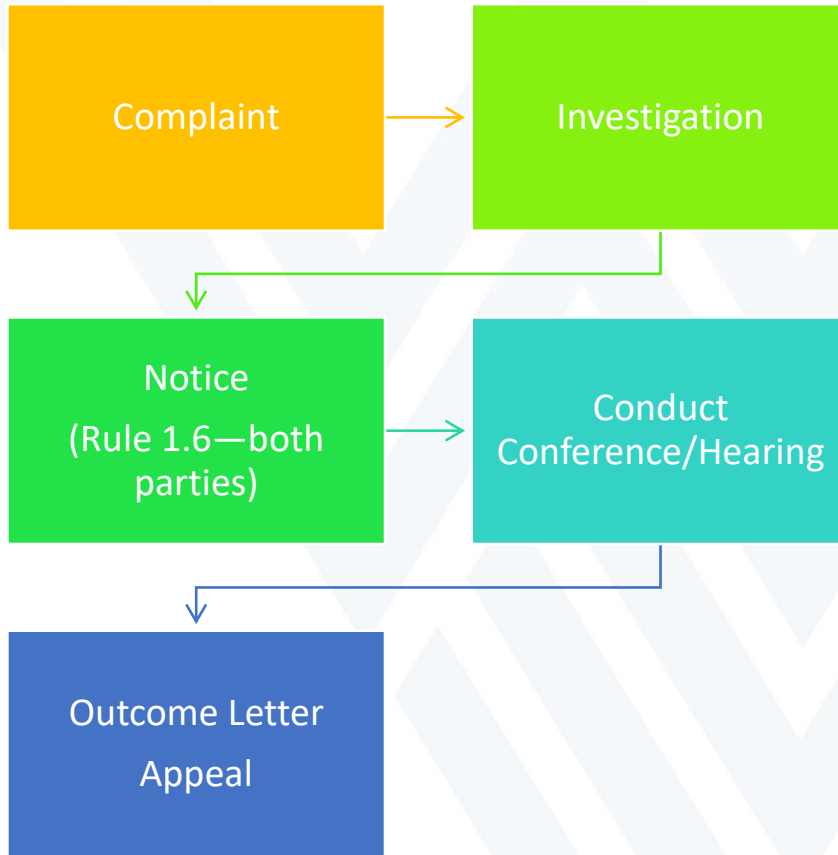 Complaint
Investigation
Notice
(Rule 1.6—both
parties)
Conduct
Conference/Hearing
Outcome Letter
Appeal